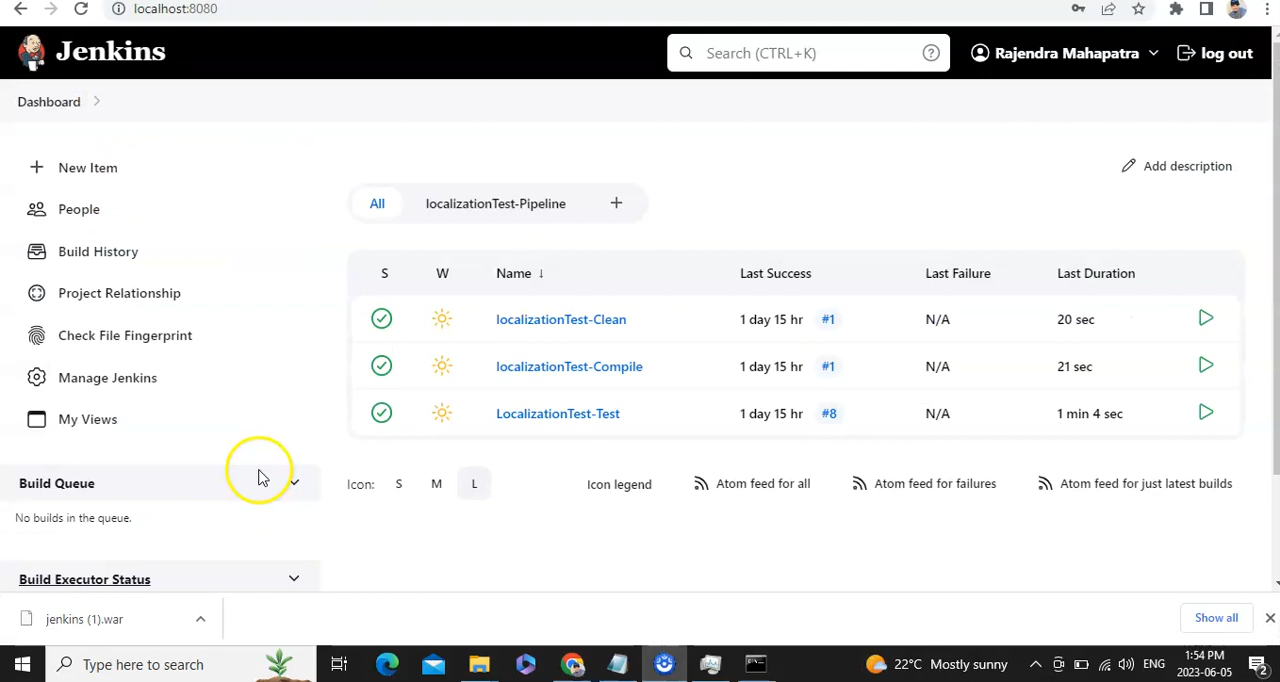 localhost:8080
Jenkins
Search (CTRL+K)
Rajendra Mahapatra
log out
Dashboard
New Item
People
Build History
Project Relationship
Check File Fingerprint
Manage Jenkins
My Views
Build Queue
No builds in the queue.
Build Executor Status
Add description
All localizationTest-Pipeline +
S W Name ↓ Last Success Last Failure Last Duration
localizationTest-Clean 1 day 15 hr #1 N/A 20 sec
localizationTest-Compile 1 day 15 hr #1 N/A 21 sec
LocalizationTest-Test 1 day 15 hr #8 N/A 1 min 4 sec
Icon: S M L Icon legend Atom feed for all Atom feed for failures Atom feed for just latest builds
jenkins (1).war
Show all
Type here to search
22°C Mostly sunny
ENG
1:54 PM
2023-06-05
2